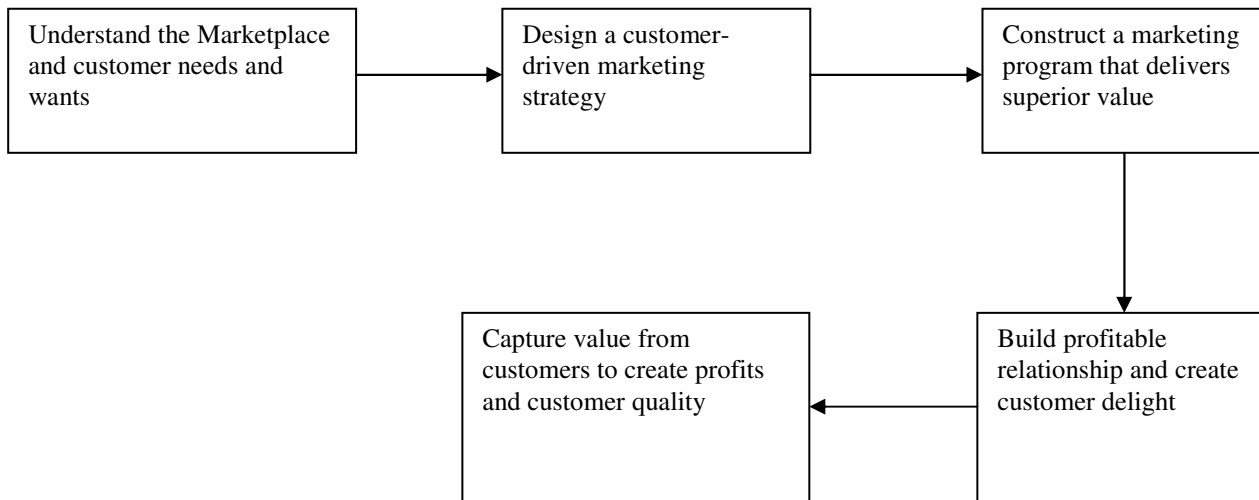 Understand the Marketplace
and customer needs and
wants
Design a customer-
driven marketing
strategy
Construct a marketing
program that delivers
superior value
Build profitable
relationship and create
customer delight
Capture value from
customers to create profits
and customer quality